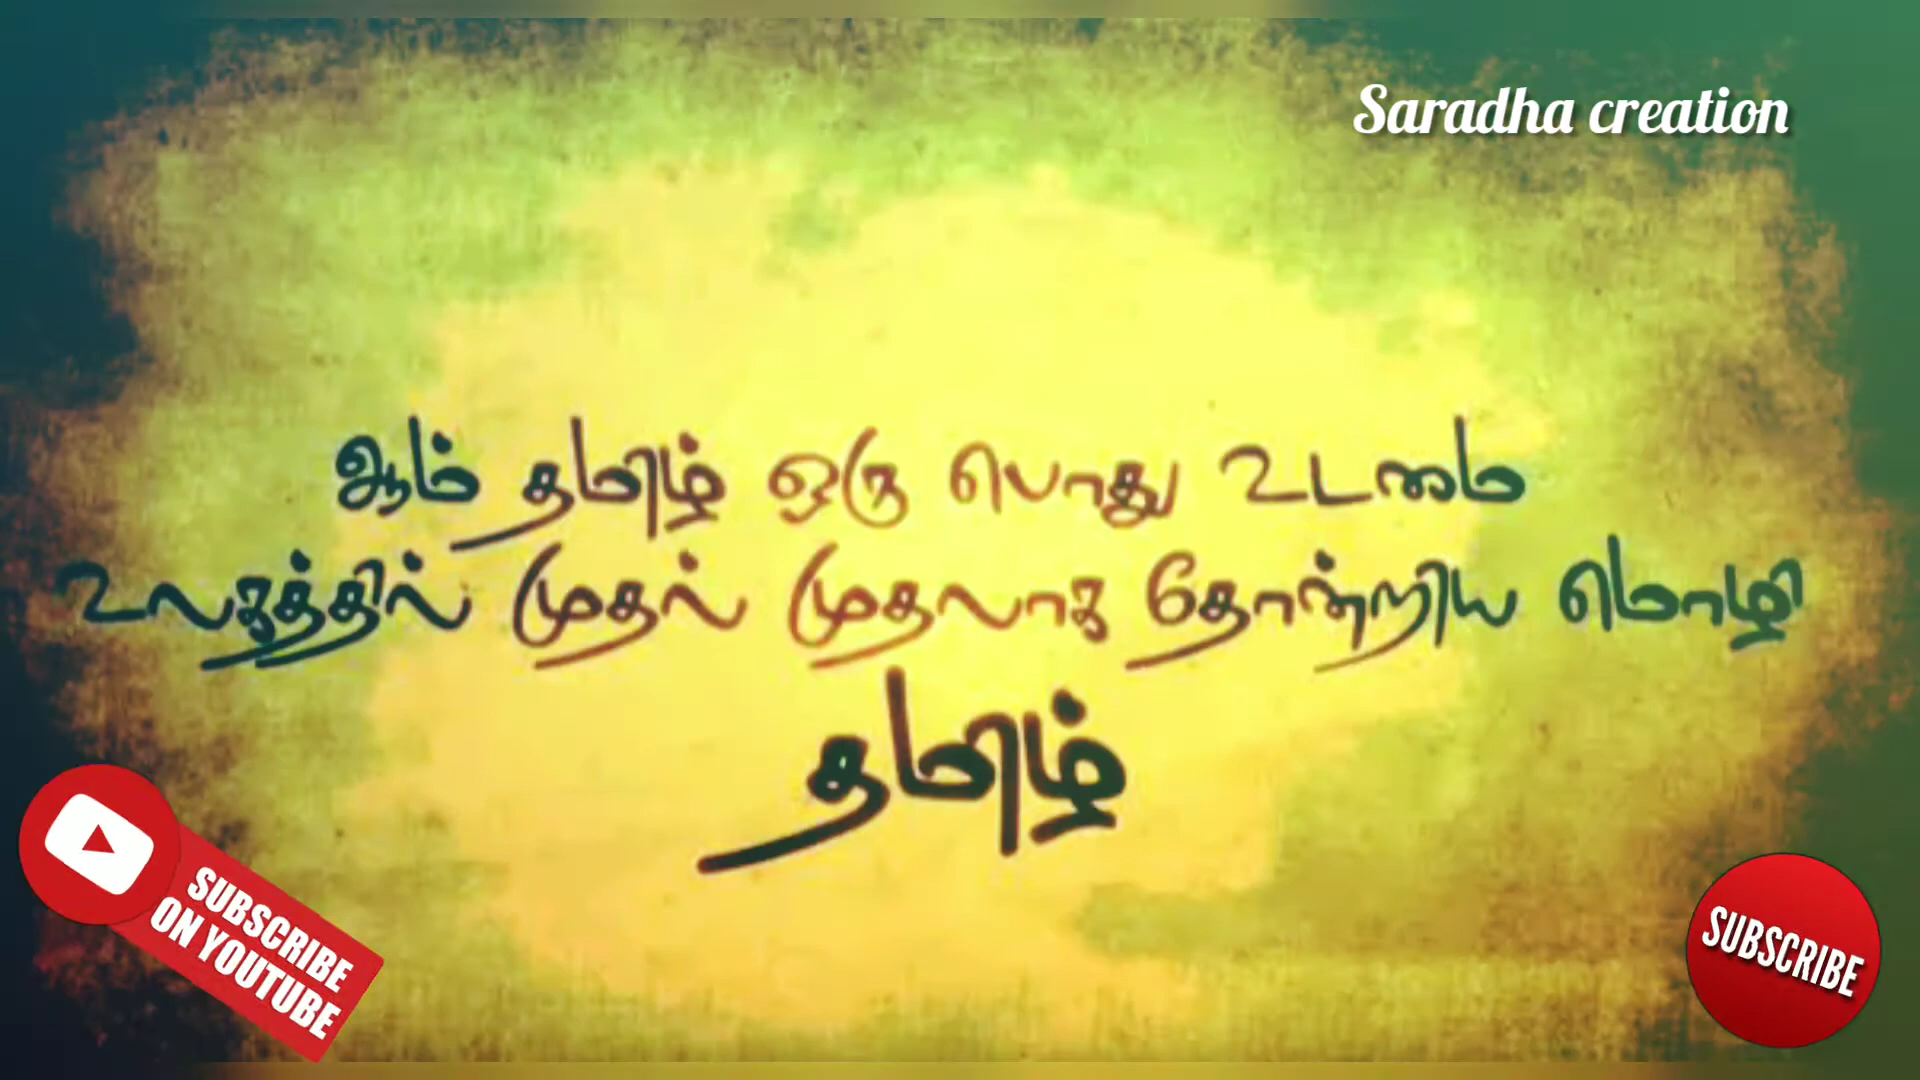 Saradha creation
ஆம் தமிழ் ஒரு பொது உடமை
உலகத்தில் முதல் முதலாக தோன்றிய மொழி
தமிழ்
SUBSCRIBE
ON YOUTUBE
SUBSCRIBE